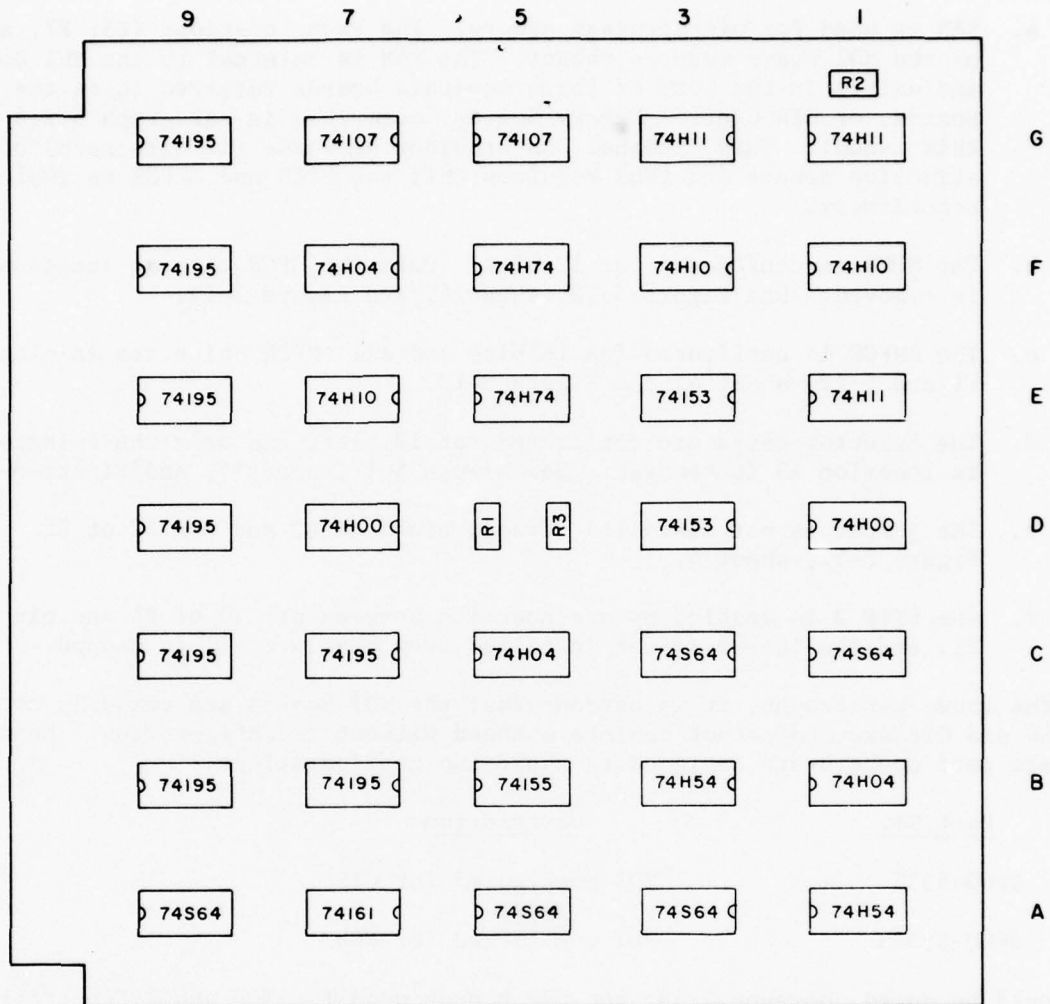 9 7 5 3 1
R2
74195 74107 74107 74H11 74H11 G
74195 74H04 74H74 74H10 74H10 F
74195 74H10 74H74 74153 74H11 E
74195 74H00 R1 R3 74153 74H00 D
74195 74195 74H04 74S64 74S64 C
74195 74195 74155 74H54 74H04 B
74S64 74161 74S64 74S64 74H54 A